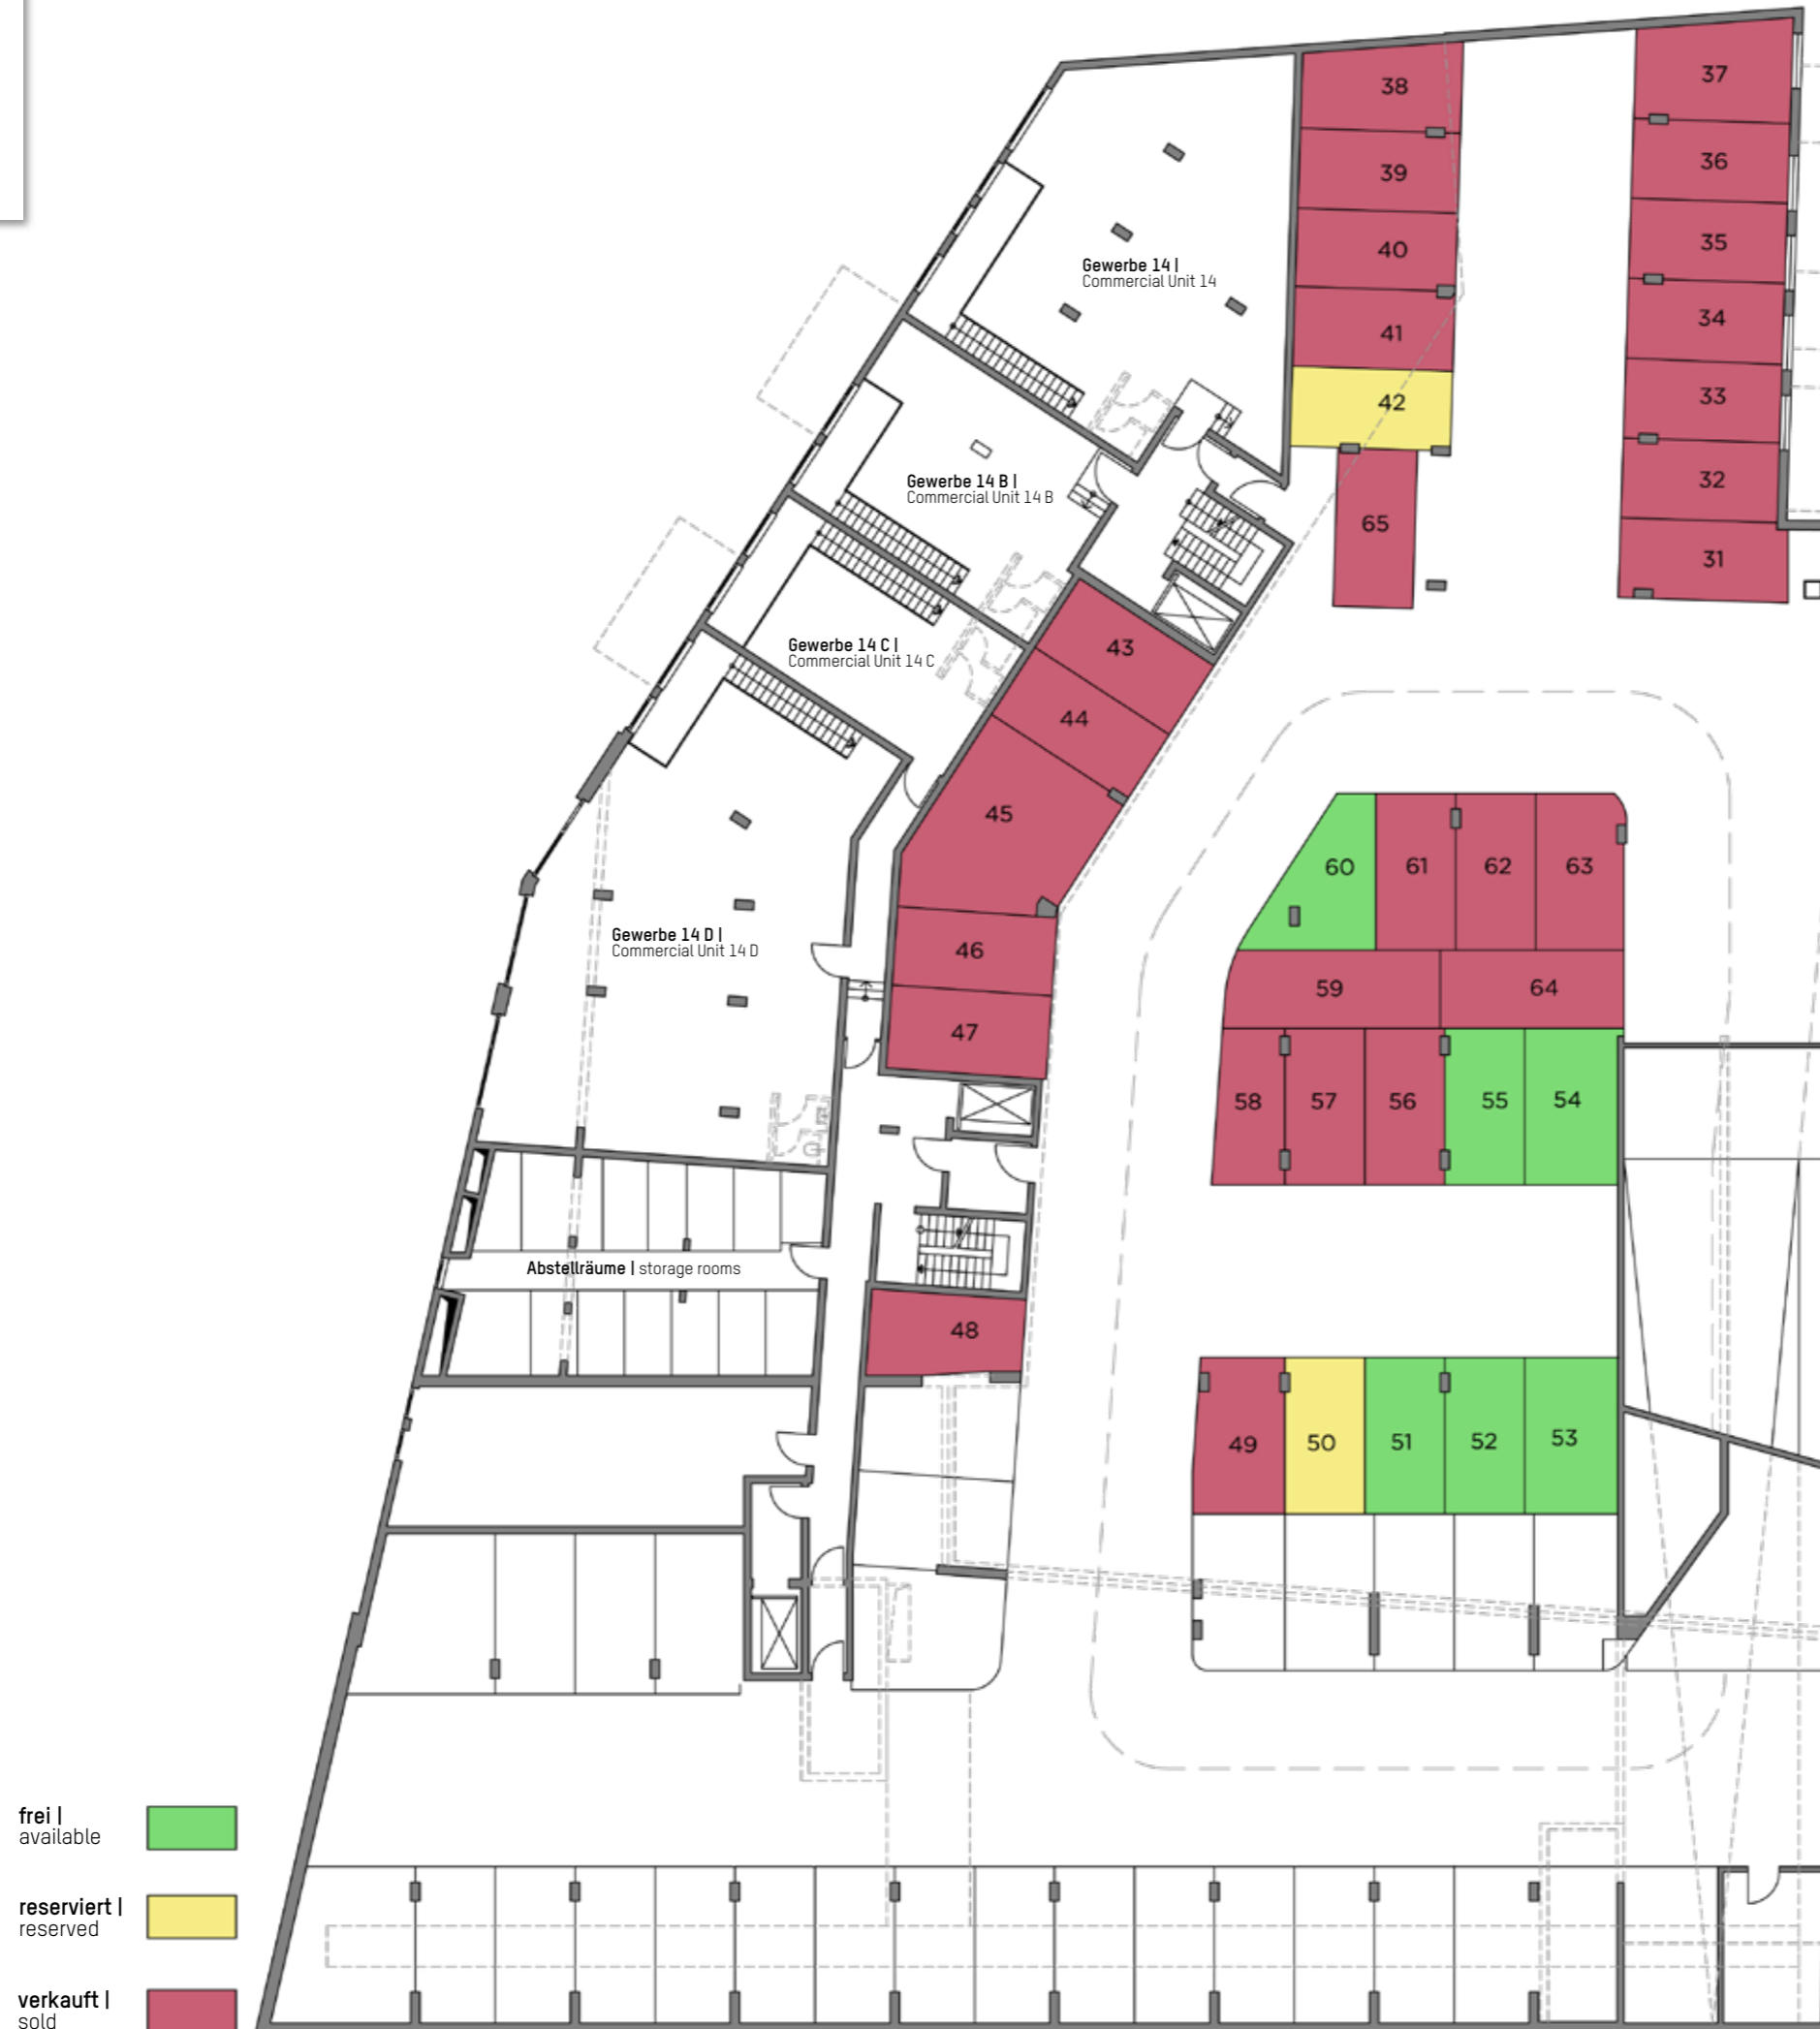 38
37
39
36
40
35
41
34
42
33
65
32
31
Gewerbe 14 |
Commercial Unit 14
Gewerbe 14 B |
Commercial Unit 14 B
Gewerbe 14 C |
Commercial Unit 14 C
43
44
45
46
47
Gewerbe 14 D |
Commercial Unit 14 D
60
61
62
63
59
64
58
57
56
55
54
Abstellräume | storage rooms
48
49
50
51
52
53
frei |
available
reserviert |
reserved
verkauft |
sold